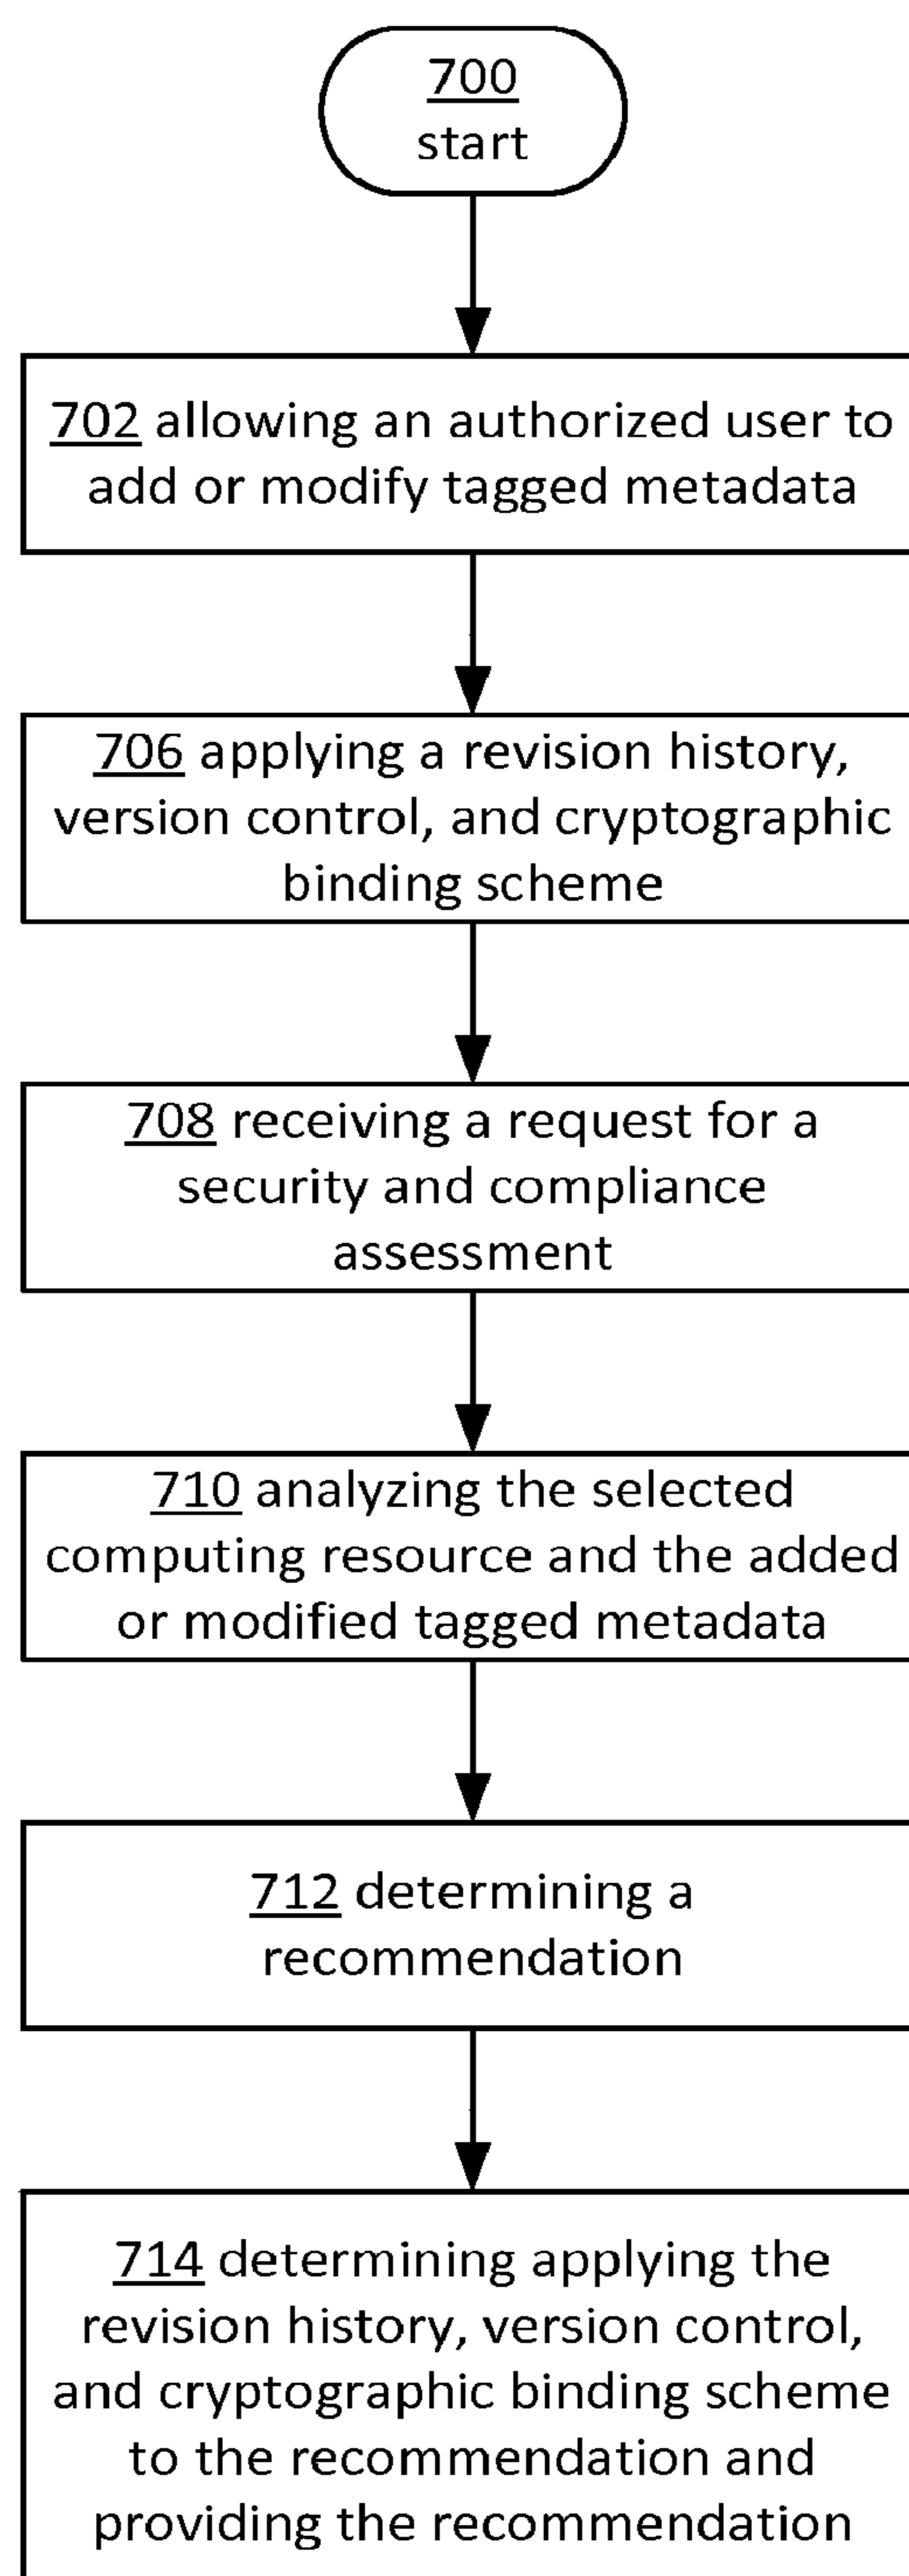 700
start
702 allowing an authorized user to
add or modify tagged metadata
706 applying a revision history,
version control, and cryptographic
binding scheme
708 receiving a request for a
security and compliance
assessment
710 analyzing the selected
computing resource and the added
or modified tagged metadata
712 determining a
recommendation
714 determining applying the
revision history, version control,
and cryptographic binding scheme
to the recommendation and
providing the recommendation